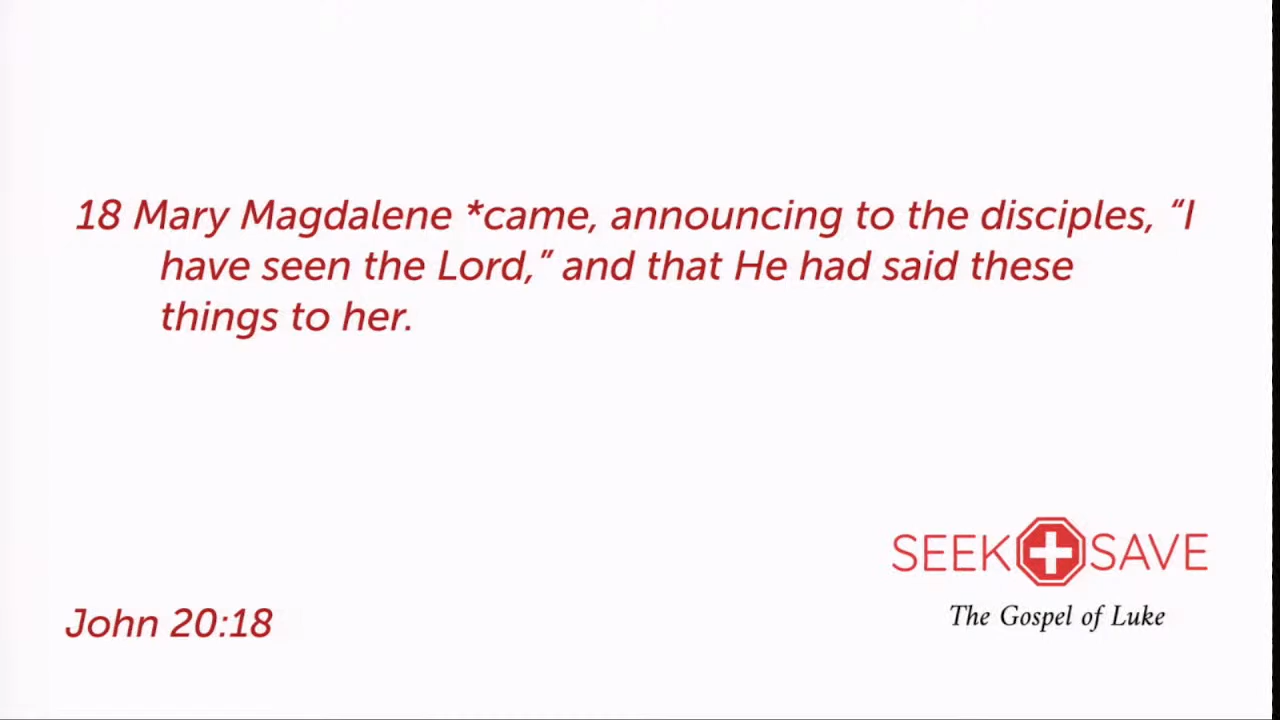 18 Mary Magdalene *came, announcing to the disciples, “I
have seen the Lord,” and that He had said these
things to her.
SEEK SAVE
The Gospel of Luke
John 20:18